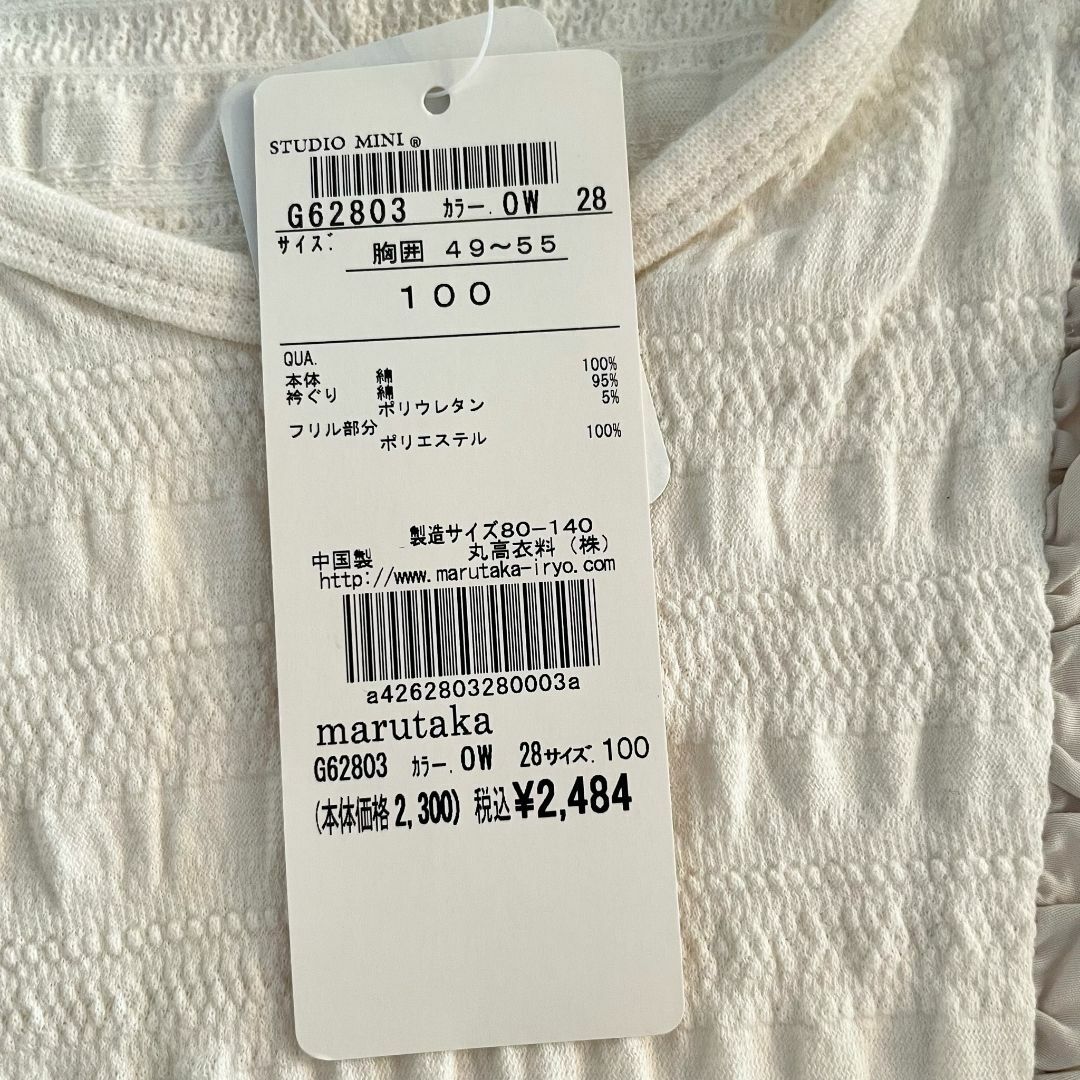 STUDIO MINI®
G62803 カラー. OW 28
サイズ:
胸囲 49~55
100
QUA.
本体 綿 100%
衿ぐり 綿 95%
ポリウレタン 5%
フリル部分
ポリエステル 100%
製造サイズ80-140
中国製 丸高衣料(株)
http://www.marutaka-iryo.com
a4262803280003a
marutaka
G62803 カラー. OW 28サイズ. 100
(本体価格2,300) 税込¥2,484